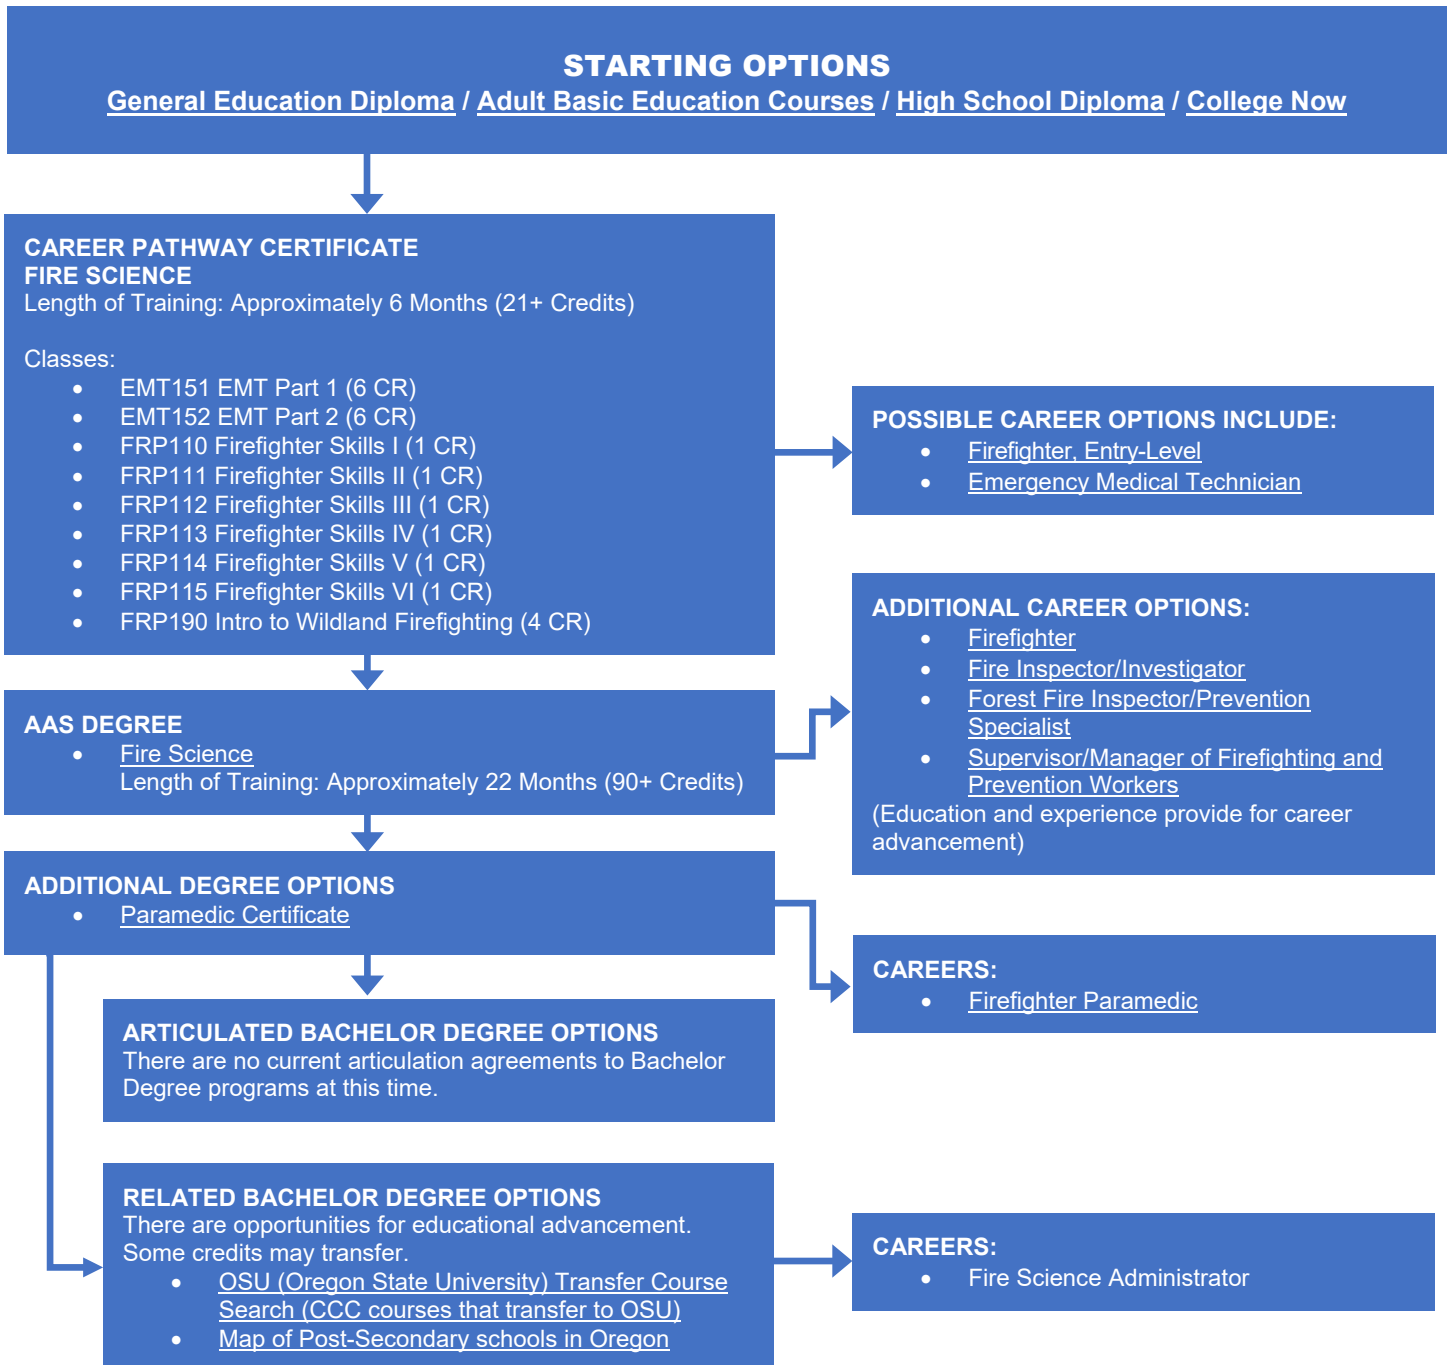 STARTING OPTIONS
General Education Diploma / Adult Basic Education Courses / High School Diploma / College Now
CAREER PATHWAY CERTIFICATE
FIRE SCIENCE
Length of Training: Approximately 6 Months (21+ Credits)
Classes:
• EMT151 EMT Part 1 (6 CR)
• EMT152 EMT Part 2 (6 CR)
• FRP110 Firefighter Skills I (1 CR)
• FRP111 Firefighter Skills II (1 CR)
• FRP112 Firefighter Skills III (1 CR)
• FRP113 Firefighter Skills IV (1 CR)
• FRP114 Firefighter Skills V (1 CR)
• FRP115 Firefighter Skills VI (1 CR)
• FRP190 Intro to Wildland Firefighting (4 CR)
POSSIBLE CAREER OPTIONS INCLUDE:
• Firefighter, Entry-Level
• Emergency Medical Technician
AAS DEGREE
• Fire Science
Length of Training: Approximately 22 Months (90+ Credits)
ADDITIONAL CAREER OPTIONS:
• Firefighter
• Fire Inspector/Investigator
• Forest Fire Inspector/Prevention
Specialist
• Supervisor/Manager of Firefighting and
Prevention Workers
(Education and experience provide for career
advancement)
ADDITIONAL DEGREE OPTIONS
• Paramedic Certificate
CAREERS:
• Firefighter Paramedic
ARTICULATED BACHELOR DEGREE OPTIONS
There are no current articulation agreements to Bachelor
Degree programs at this time.
RELATED BACHELOR DEGREE OPTIONS
There are opportunities for educational advancement.
Some credits may transfer.
• OSU (Oregon State University) Transfer Course
Search (CCC courses that transfer to OSU)
• Map of Post-Secondary schools in Oregon
CAREERS:
• Fire Science Administrator